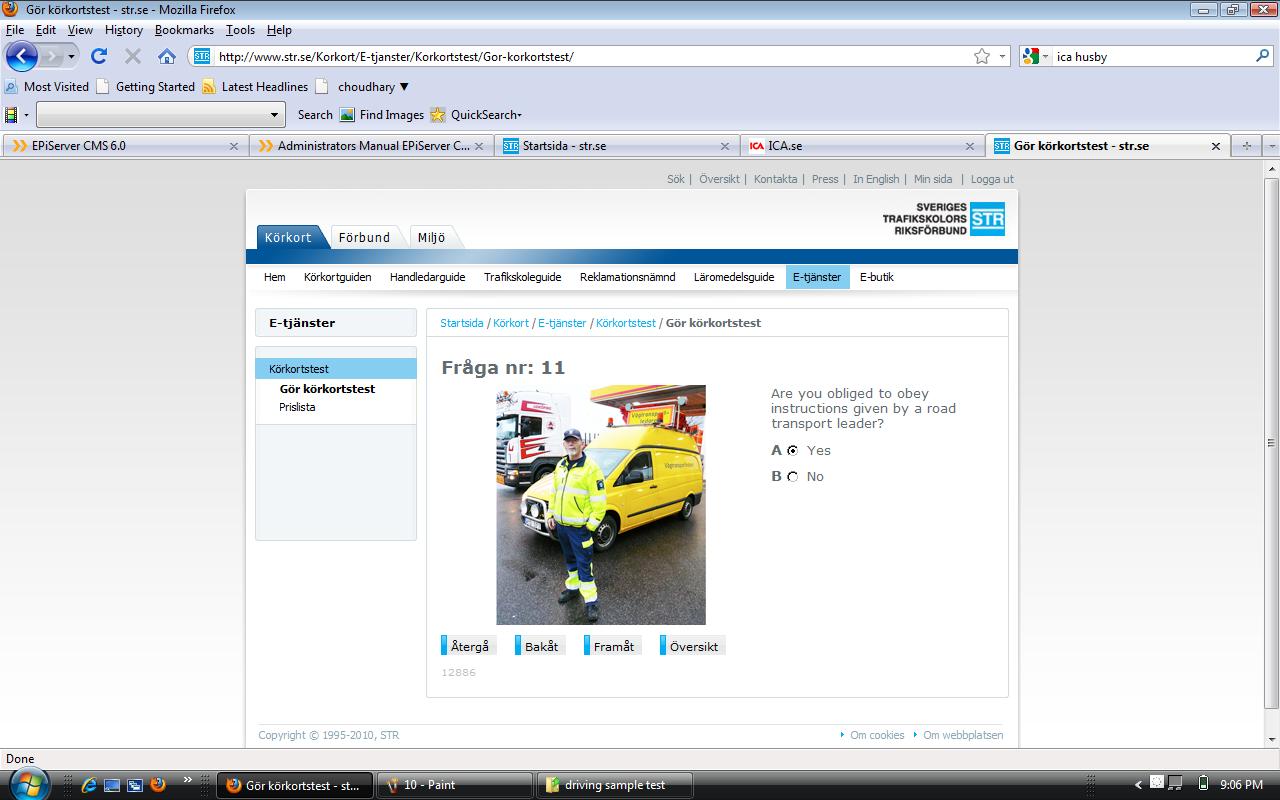 Gör körkortstest - str.se - Mozilla Firefox
File Edit View History Bookmarks Tools Help
STR http://www.str.se/Korkort/E-tjanster/Korkortstest/Gor-korkortstest/ ica husby
Most Visited Getting Started Latest Headlines choudhary ▼
Search Find Images QuickSearch
EPiServer CMS 6.0 Administrators Manual EPiServer C... STR Startsida - str.se ICA ICA.se STR Gör körkortstest - str.se
Sök | Översikt | Kontakta | Press | In English | Min sida | Logga ut
SVERIGES
TRAFIKSKOLORS STR
RIKSFÖRBUND
Körkort Förbund Miljö
Hem Körkortguiden Handledarguide Trafikskoleguide Reklamationsnämnd Läromedelsguide E-tjänster E-butik
E-tjänster
Startsida / Körkort / E-tjänster / Körkortstest / Gör körkortstest
Körkortstest
Gör körkortstest
Prislista
Fråga nr: 11
Vägtransport-
ledare
Vägtransportledare
Are you obliged to obey
instructions given by a road
transport leader?
A Yes
B No
Återgå Bakåt Framåt Översikt
12886
Copyright © 1995-2010, STR Om cookies Om webbplatsen
Done
Gör körkortstest - st... 10 - Paint driving sample test 9:06 PM